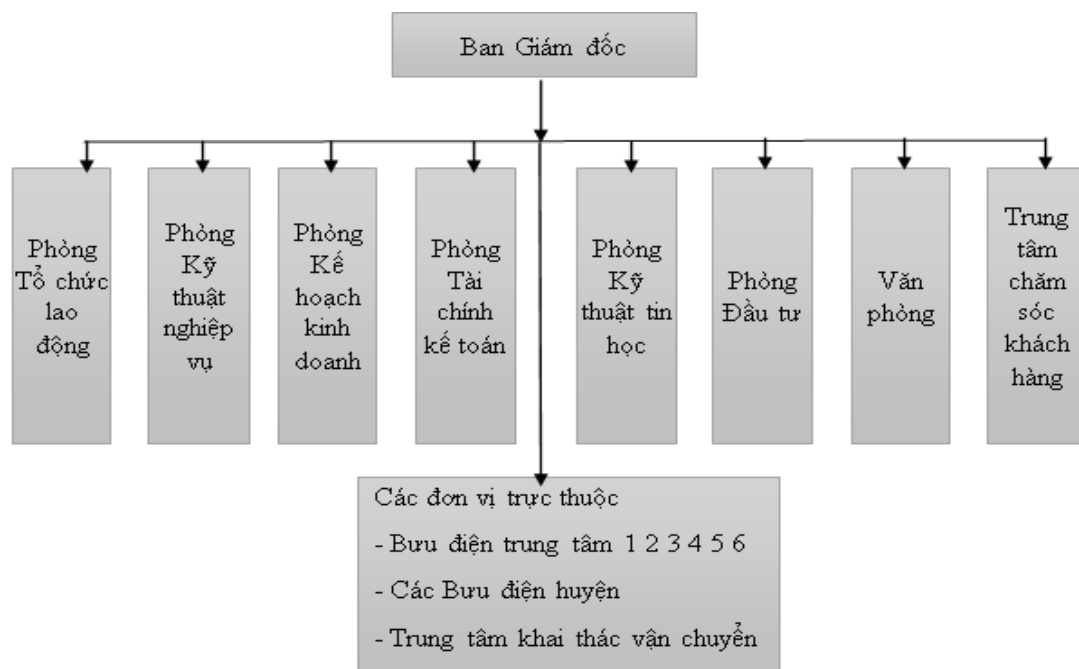 Ban Giám đốc
Phòng
Tổ chức
lao
động
Phòng
Kỹ
thuật
nghiệp
vụ
Phòng
Kế
hoạch
kinh
doanh
Phòng
Tài
chính
kế toán
Phòng
Kỹ
thuật tin
học
Phòng
Đầu tư
Văn
phòng
Trung
tâm
chăm
sóc
khách
hàng
Các đơn vị trực thuộc
- Bưu điện trung tâm 1 2 3 4 5 6
- Các Bưu điện huyện
- Trung tâm khai thác vận chuyển